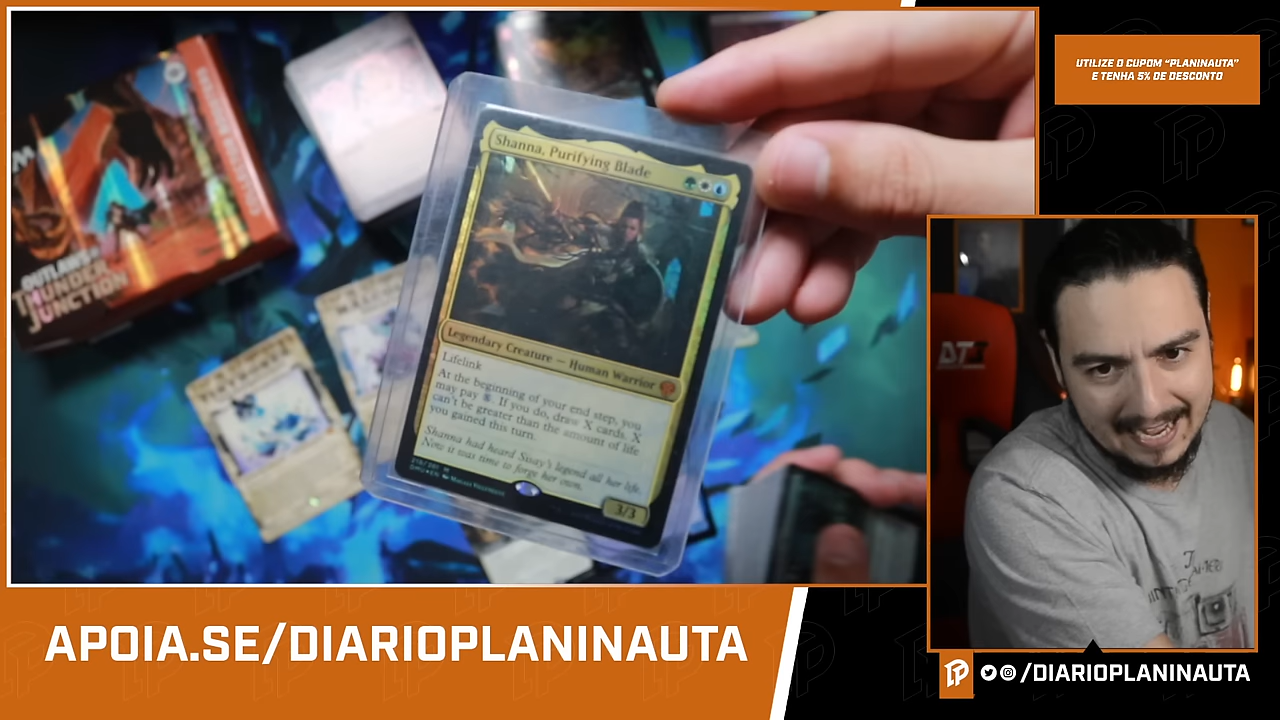 UTILIZE O CUPOM “PLANINAUTA”
E TENHA 5% DE DESCONTO
Shanna, Purifying Blade
Legendary Creature — Human Warrior
Lifelink
At the beginning of your end step, you
may pay X. If you do, draw X cards. X
can't be greater than the amount of life
you gained this turn.
Shanna had heard Sisay's legend all her life.
Now it was time to forge her own.
3/3
OUTLAWS OF
THUNDER
JUNCTION
DT3
APOIA.SE/DIARIOPLANINAUTA
/DIARIOPLANINAUTA